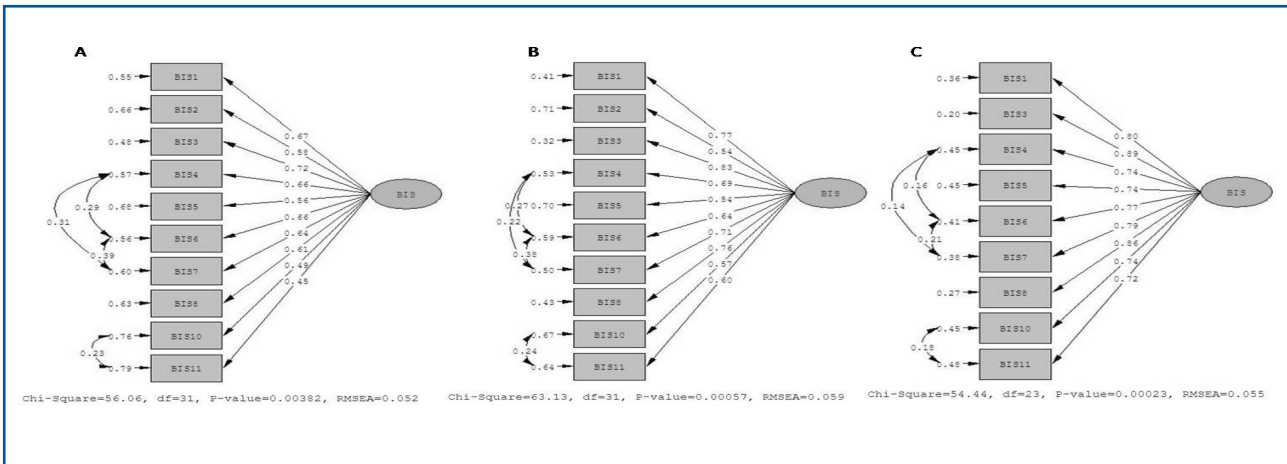 A
0.55 BIS1
0.66 BIS2
0.48 BIS3
0.57 BIS4
0.68 BIS5
0.56 BIS6
0.60 BIS7
0.63 BIS8
0.76 BIS10
0.79 BIS11
0.31
0.29
0.39
0.23
0.67
0.58
0.72
0.66
0.56
0.66
0.64
0.61
0.49
0.45
BIS
Chi-Square=56.06, df=31, P-value=0.00382, RMSEA=0.052
B
0.41 BIS1
0.71 BIS2
0.32 BIS3
0.53 BIS4
0.70 BIS5
0.59 BIS6
0.50 BIS7
0.43 BIS8
0.67 BIS10
0.64 BIS11
0.27
0.22
0.38
0.24
0.77
0.54
0.83
0.69
0.54
0.64
0.71
0.76
0.57
0.60
BIS
Chi-Square=63.13, df=31, P-value=0.00057, RMSEA=0.059
C
0.36 BIS1
0.20 BIS3
0.45 BIS4
0.45 BIS5
0.41 BIS6
0.38 BIS7
0.27 BIS8
0.45 BIS10
0.48 BIS11
0.16
0.14
0.21
0.18
0.80
0.89
0.74
0.74
0.77
0.79
0.86
0.74
0.72
BIS
Chi-Square=54.44, df=23, P-value=0.00023, RMSEA=0.055